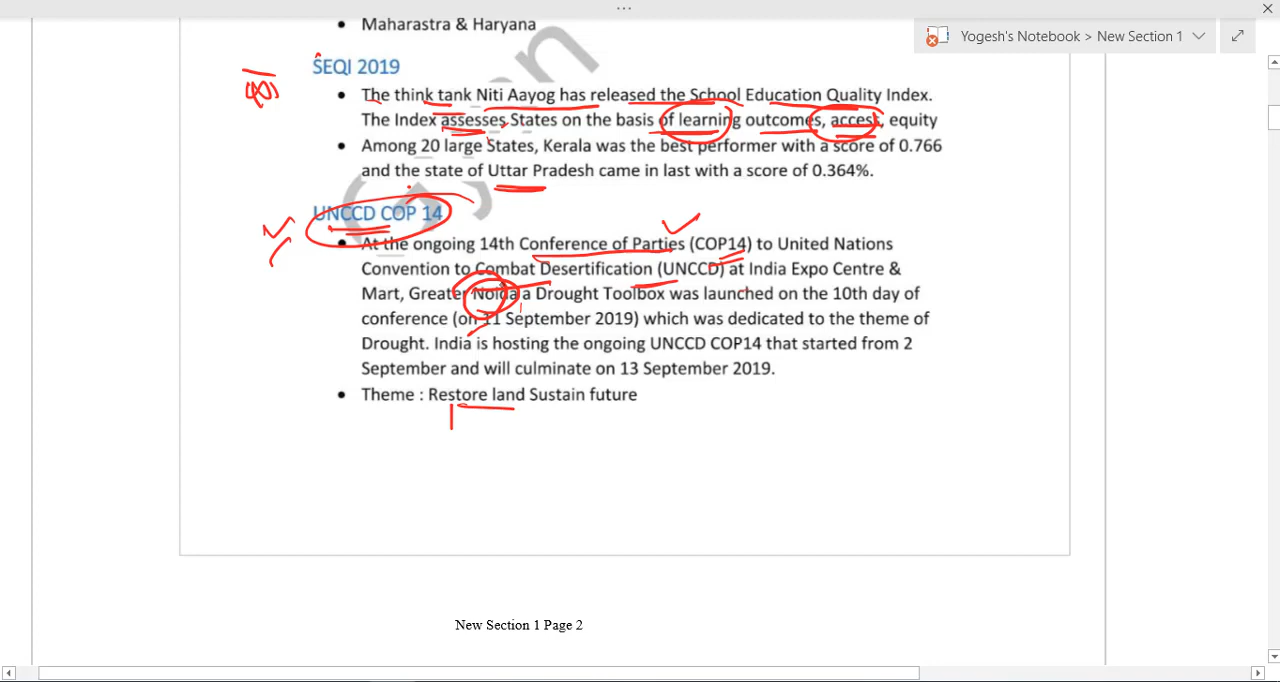 ...
Yogesh's Notebook > New Section 1
• Maharastra & Haryana
SEQI 2019
• The think tank Niti Aayog has released the School Education Quality Index.
The Index assesses States on the basis of learning outcomes, access, equity
• Among 20 large States, Kerala was the best performer with a score of 0.766
and the state of Uttar Pradesh came in last with a score of 0.364%.
UNCCD COP 14
• At the ongoing 14th Conference of Parties (COP14) to United Nations
Convention to Combat Desertification (UNCCD) at India Expo Centre &
Mart, Greater Noida a Drought Toolbox was launched on the 10th day of
conference (on 11 September 2019) which was dedicated to the theme of
Drought. India is hosting the ongoing UNCCD COP14 that started from 2
September and will culminate on 13 September 2019.
• Theme : Restore land Sustain future
New Section 1 Page 2